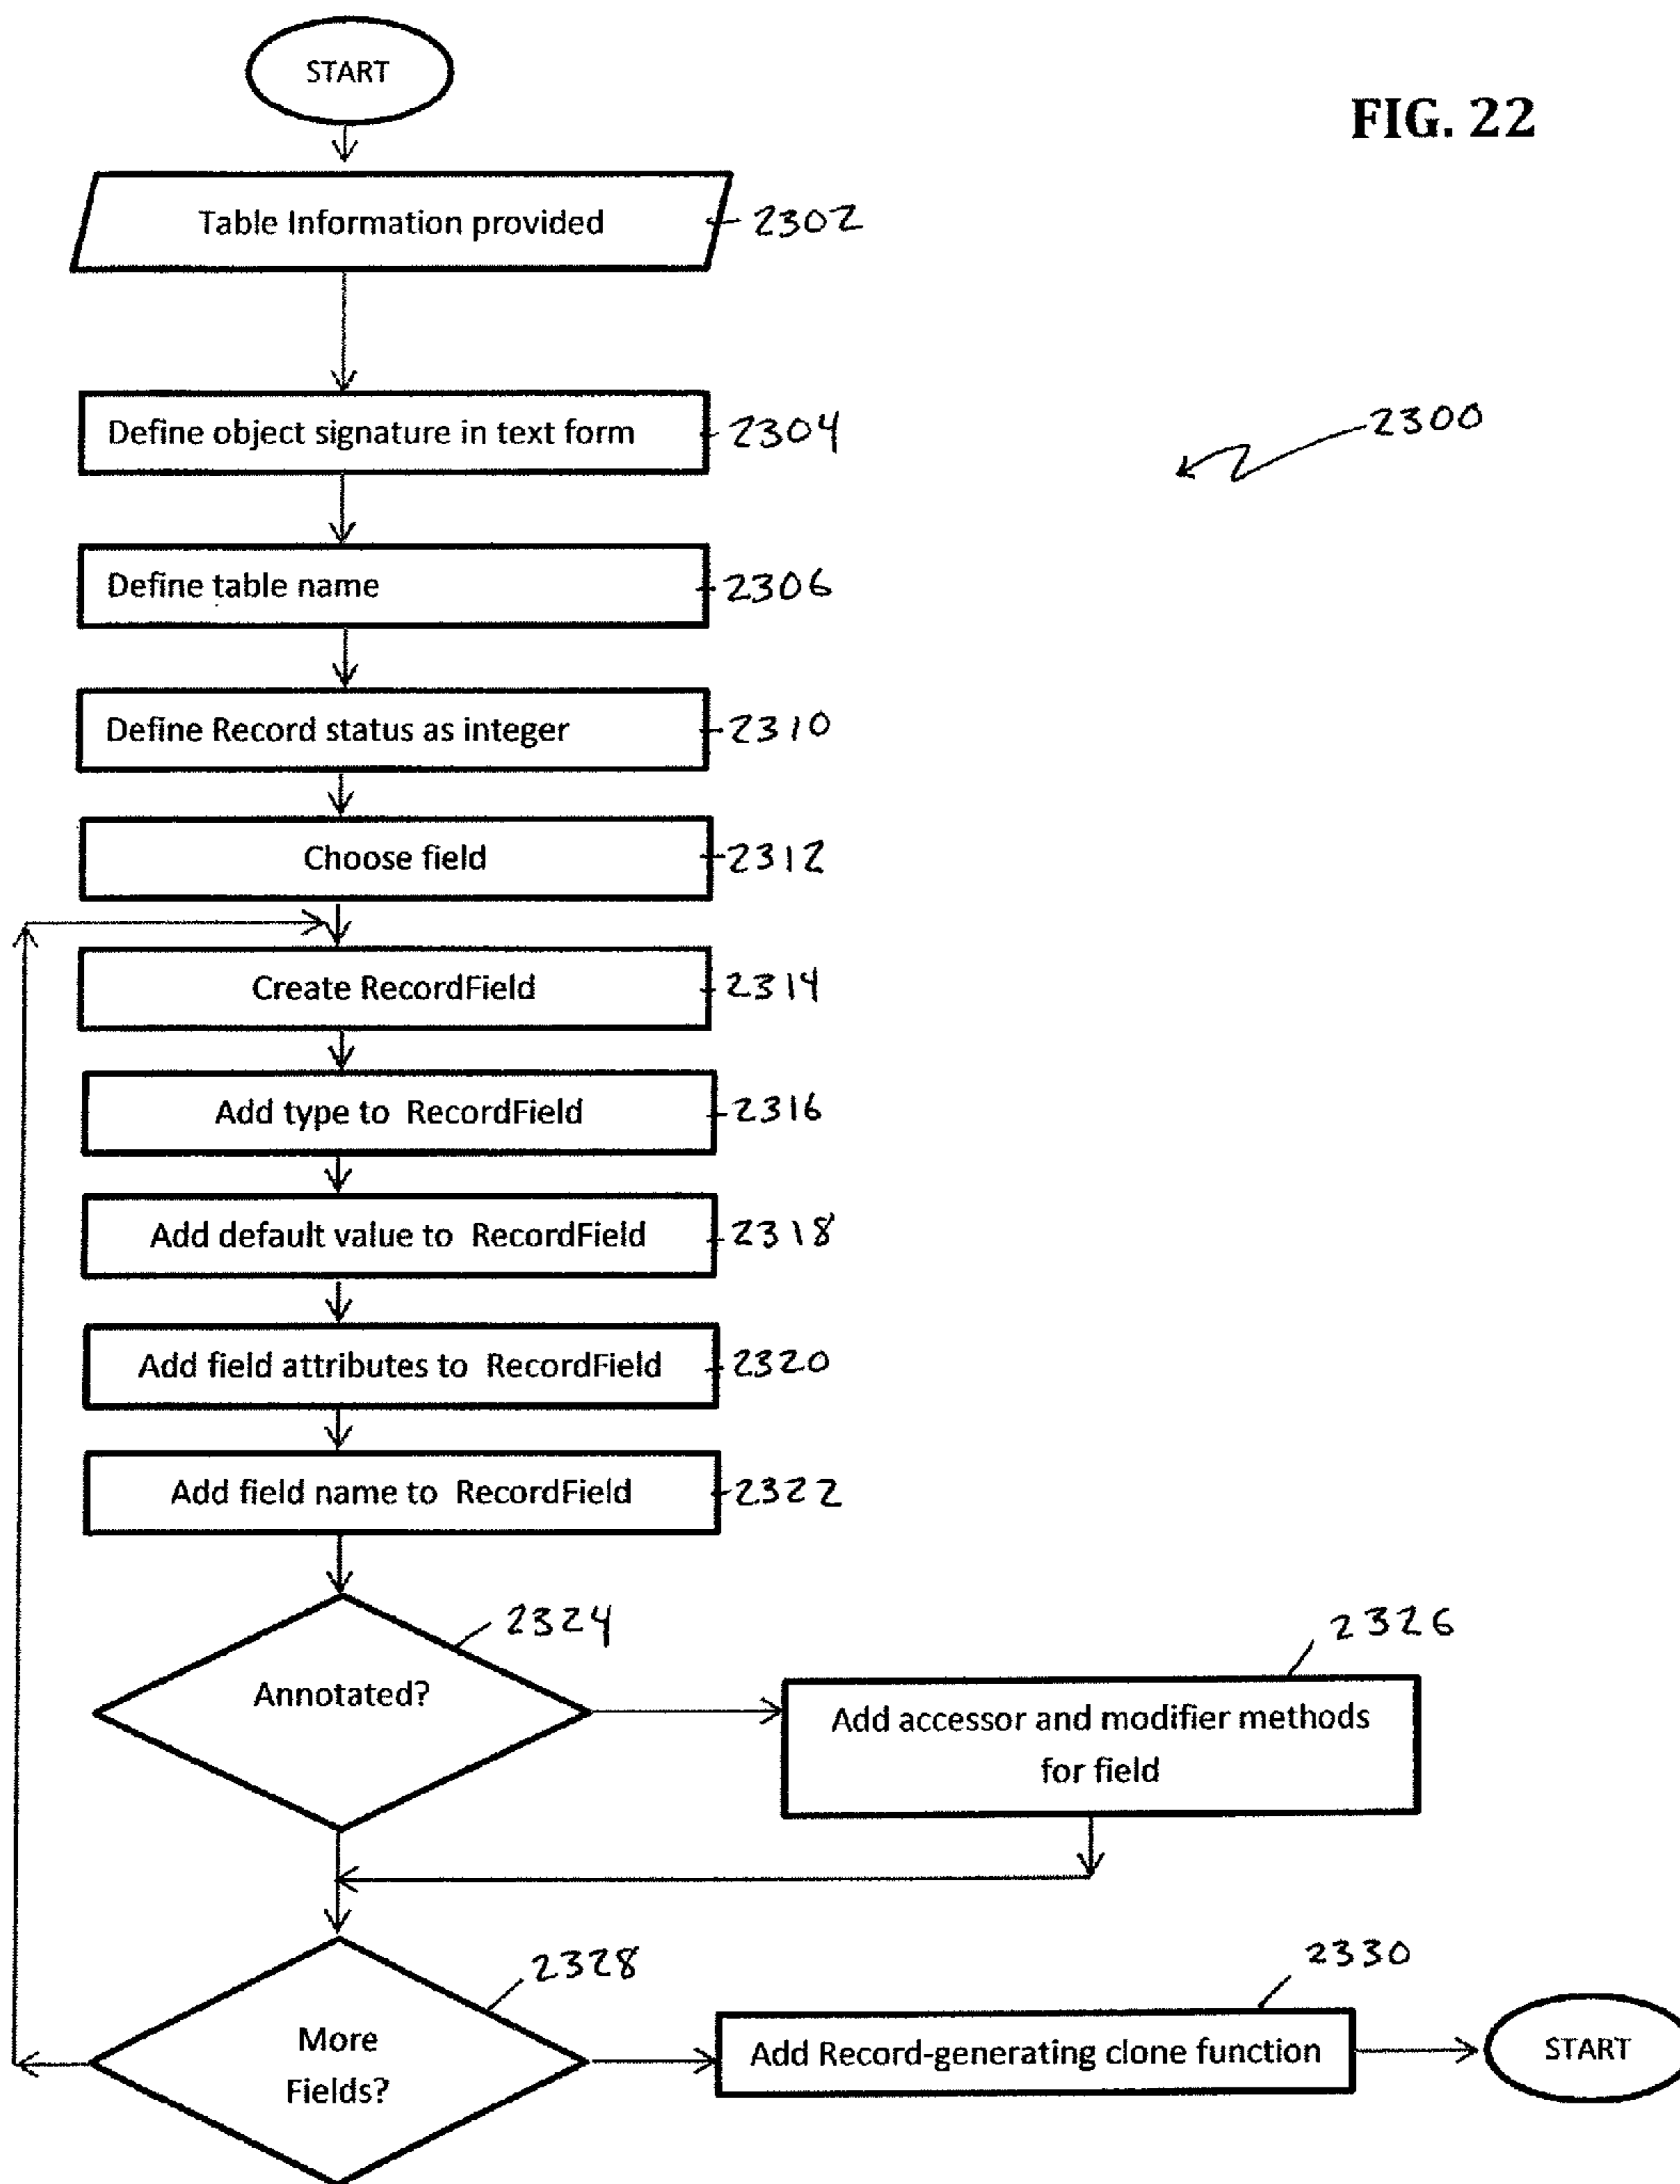 START
FIG. 22
Table Information provided
2302
Define object signature in text form
2304
2300
Define table name
2306
Define Record status as integer
2310
Choose field
2312
Create RecordField
2314
Add type to RecordField
2316
Add default value to RecordField
2318
Add field attributes to RecordField
2320
Add field name to RecordField
2322
2324
Annotated?
2326
Add accessor and modifier methods
for field
2328
More
Fields?
2330
Add Record-generating clone function
START